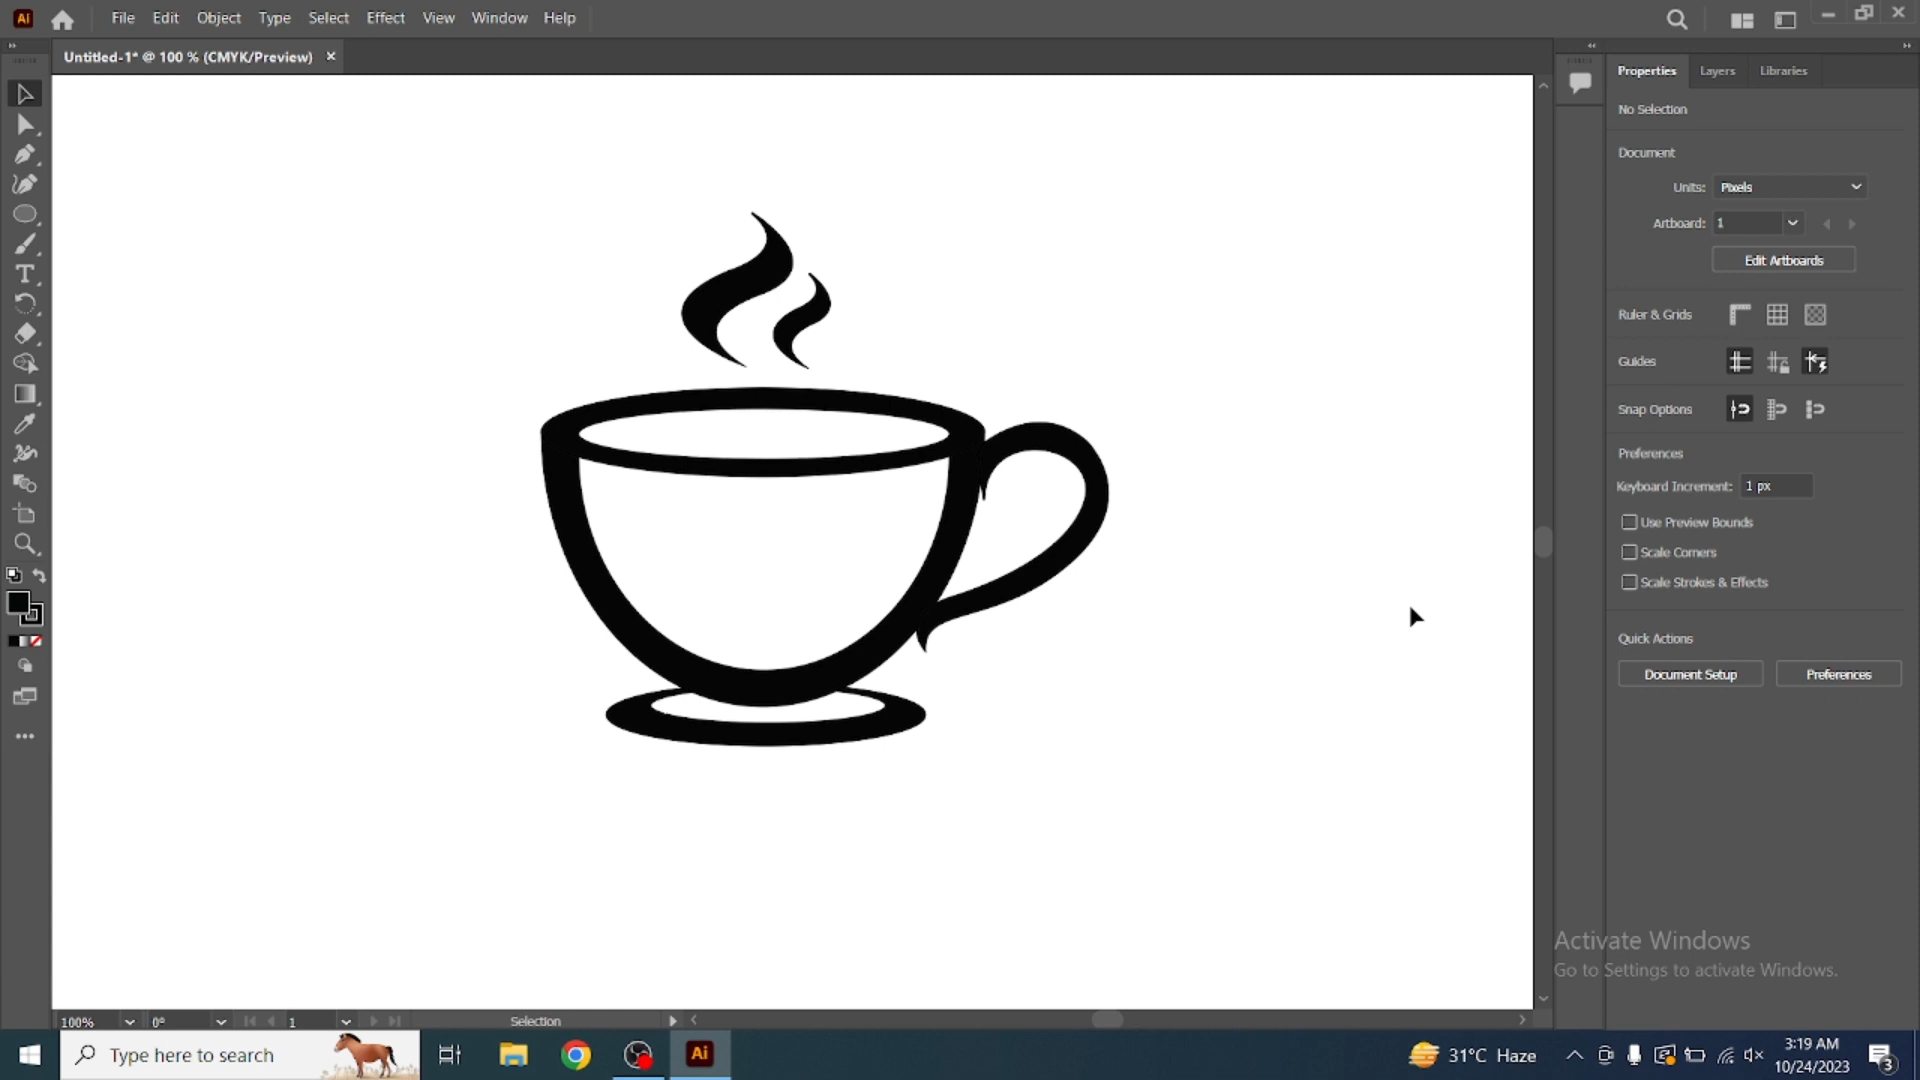 Ai File Edit Object Type Select Effect View Window Help
Untitled-1* @ 100 % (CMYK/Preview) ×
Properties Layers Libraries
No Selection
Document
Units: Pixels
Artboard: 1
Edit Artboards
Ruler & Grids
Guides
Snap Options
Preferences
Keyboard Increment: 1 px
Use Preview Bounds
Scale Corners
Scale Strokes & Effects
Quick Actions
Document Setup Preferences
Activate Windows
Go to Settings to activate Windows.
100% 0° 1 Selection
Type here to search Ai 31°C Haze 3:19 AM
10/24/2023 3